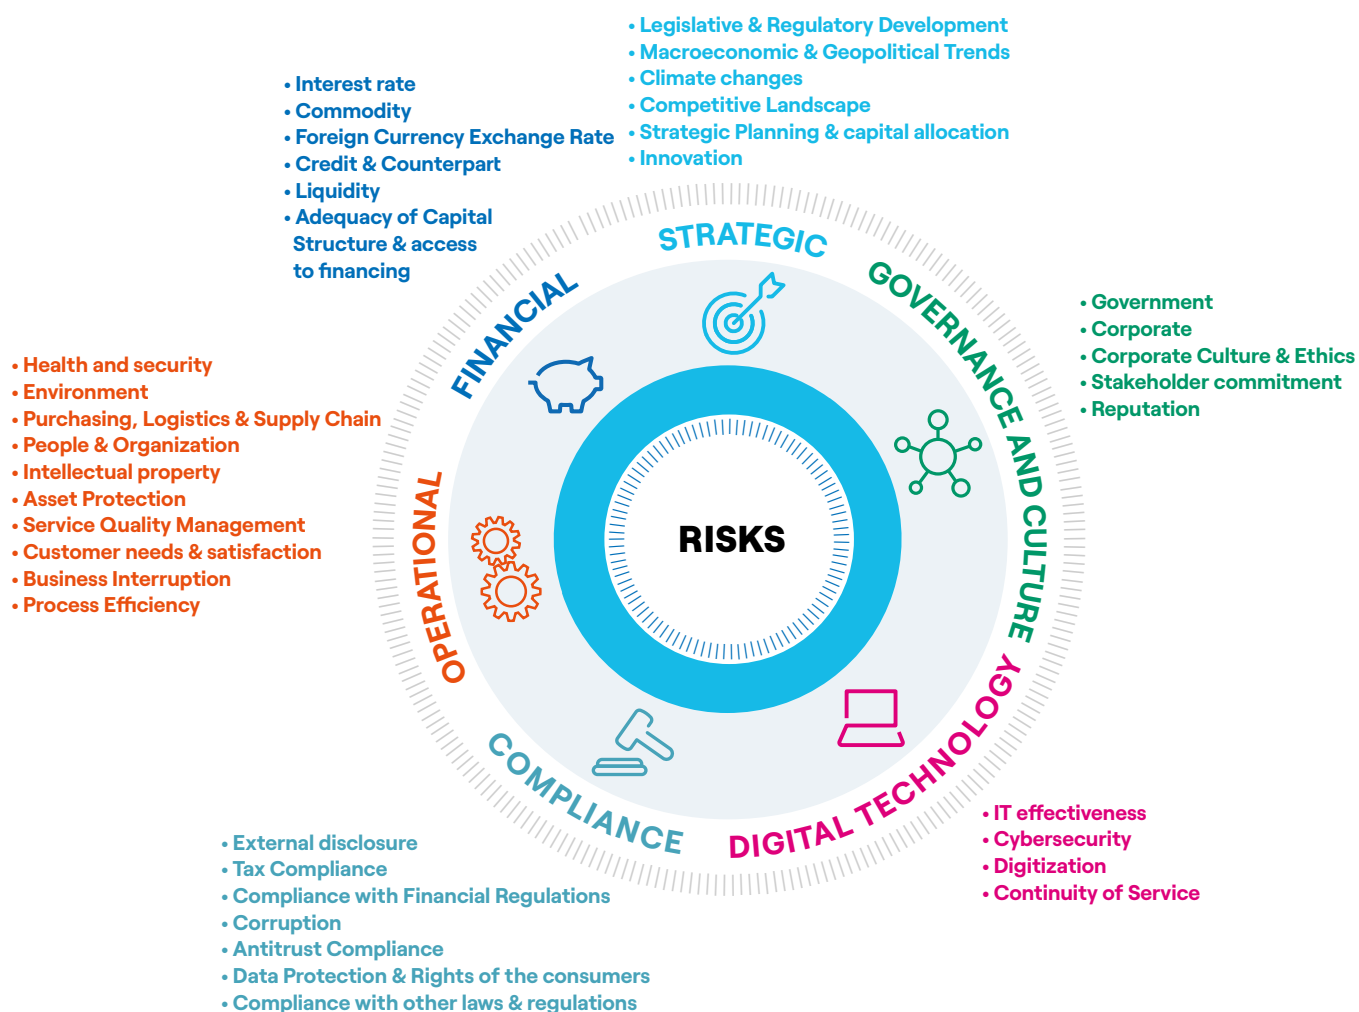 • Legislative & Regulatory Development
• Macroeconomic & Geopolitical Trends
• Climate changes
• Competitive Landscape
• Strategic Planning & capital allocation
• Innovation
• Interest rate
• Commodity
• Foreign Currency Exchange Rate
• Credit & Counterpart
• Liquidity
• Adequacy of Capital
Structure & access
to financing
STRATEGIC
FINANCIAL
GOVERNANCE AND CULTURE
• Government
• Corporate
• Corporate Culture & Ethics
• Stakeholder commitment
• Reputation
• Health and security
• Environment
• Purchasing, Logistics & Supply Chain
• People & Organization
• Intellectual property
• Asset Protection
• Service Quality Management
• Customer needs & satisfaction
• Business Interruption
• Process Efficiency
OPERATIONAL
RISKS
COMPLIANCE
DIGITAL TECHNOLOGY
• IT effectiveness
• Cybersecurity
• Digitization
• Continuity of Service
• External disclosure
• Tax Compliance
• Compliance with Financial Regulations
• Corruption
• Antitrust Compliance
• Data Protection & Rights of the consumers
• Compliance with other laws & regulations